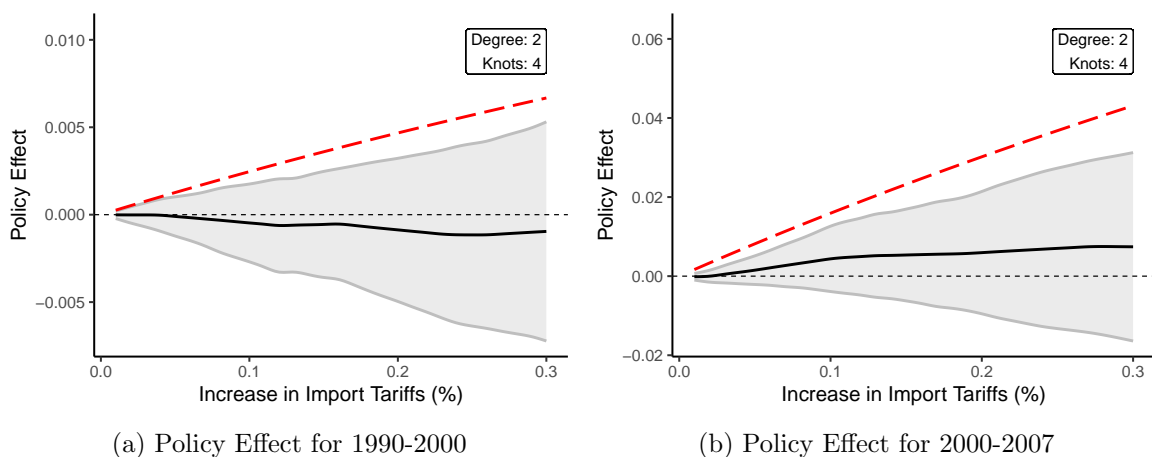 0.010
0.005
0.000
−0.005
Policy Effect
Degree: 2
Knots: 4
0.0
0.1
0.2
0.3
Increase in Import Tariffs (%)
(a) Policy Effect for 1990-2000
0.06
0.04
0.02
0.00
−0.02
Policy Effect
Degree: 2
Knots: 4
0.0
0.1
0.2
0.3
Increase in Import Tariffs (%)
(b) Policy Effect for 2000-2007